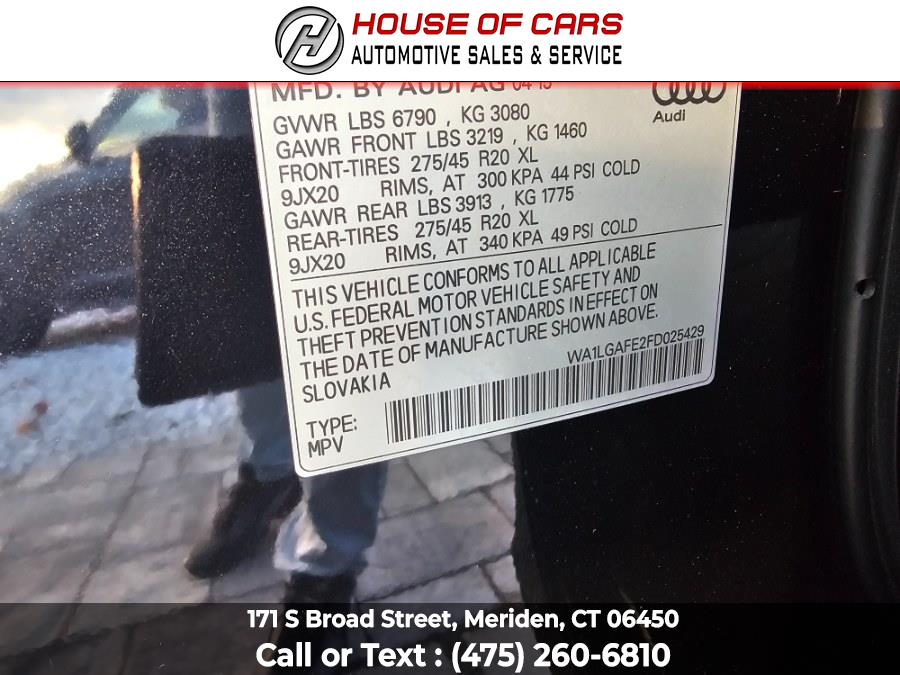 HOUSE OF CARS
AUTOMOTIVE SALES & SERVICE
MFD. BY AUDI AG
Audi
GVWR LBS 6790 , KG 3080
GAWR FRONT LBS 3219 , KG 1460
FRONT-TIRES 275/45 R20 XL
9JX20 RIMS, AT 300 KPA 44 PSI COLD
GAWR REAR LBS 3913 , KG 1775
REAR-TIRES 275/45 R20 XL
9JX20 RIMS, AT 340 KPA 49 PSI COLD
THIS VEHICLE CONFORMS TO ALL APPLICABLE
U.S. FEDERAL MOTOR VEHICLE SAFETY AND
THEFT PREVENTION STANDARDS IN EFFECT ON
THE DATE OF MANUFACTURE SHOWN ABOVE.
SLOVAKIA
WA1LGAFE2FD025429
TYPE:
MPV
171 S Broad Street, Meriden, CT 06450
Call or Text : (475) 260-6810